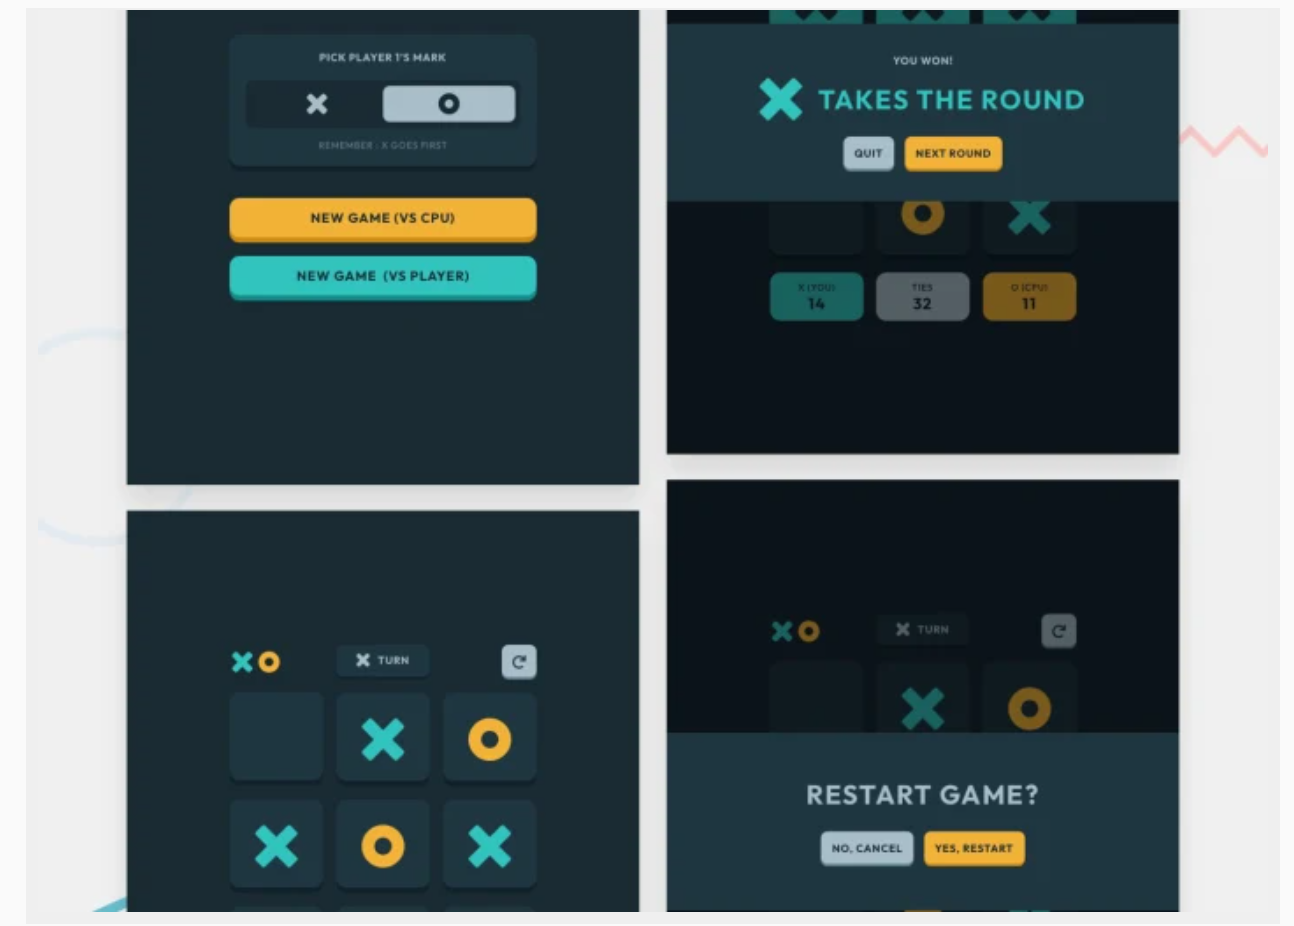 PICK PLAYER 1'S MARK
REMEMBER : X GOES FIRST
NEW GAME (VS CPU)
NEW GAME (VS PLAYER)
YOU WON!
TAKES THE ROUND
QUIT
NEXT ROUND
X (YOU)
14
TIES
32
O (CPU)
11
TURN
TURN
RESTART GAME?
NO, CANCEL
YES, RESTART